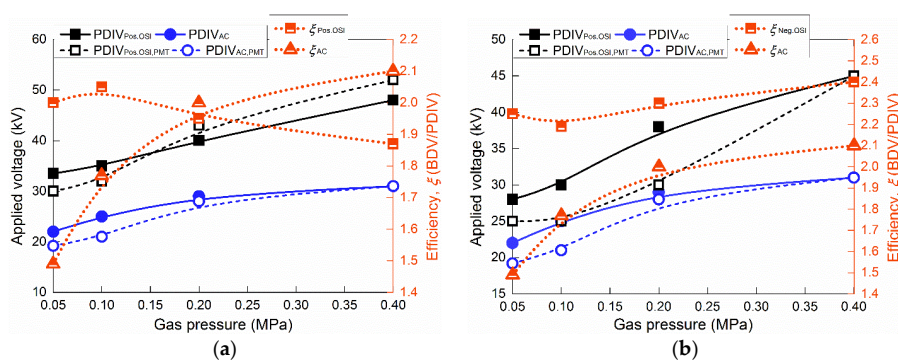 PDIVPos.OSI PDIVAC ξPos.OSI
PDIVPos.OSI,PMT PDIVAC,PMT ξAC
60
50
40
30
20
10
Applied voltage (kV)
2.2
2.1
2.0
1.9
1.8
1.7
1.6
1.5
1.4
Efficiency, ξ (BDV/PDIV)
0.05 0.10 0.15 0.20 0.25 0.30 0.35 0.40
Gas pressure (MPa)
(a)
PDIVPos.OSI PDIVAC ξNeg.OSI
PDIVPos.OSI,PMT PDIVAC,PMT ξAC
50
45
40
35
30
25
20
15
Applied voltage (kV)
2.6
2.5
2.4
2.3
2.2
2.1
2.0
1.9
1.8
1.7
1.6
1.5
1.4
Efficiency, ξ (BDV/PDIV)
0.05 0.10 0.15 0.20 0.25 0.30 0.35 0.40
Gas pressure (MPa)
(b)